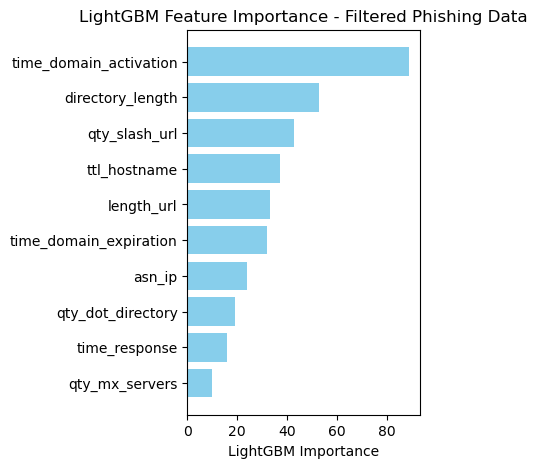 LightGBM Feature Importance - Filtered Phishing Data
time_domain_activation
directory_length
qty_slash_url
ttl_hostname
length_url
time_domain_expiration
asn_ip
qty_dot_directory
time_response
qty_mx_servers
0 20 40 60 80
LightGBM Importance